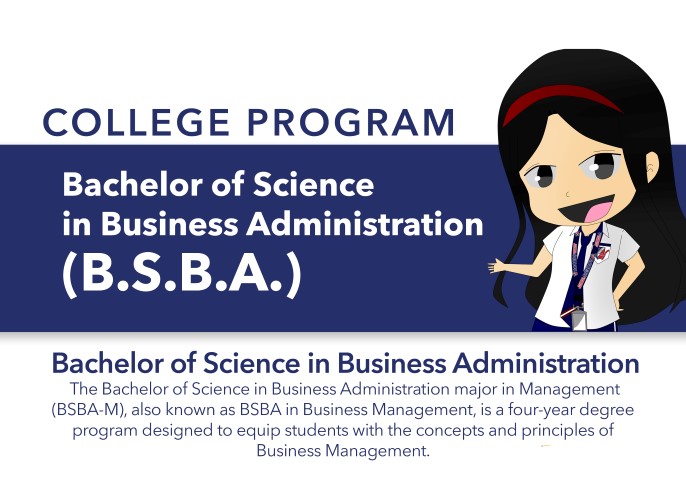 COLLEGE PROGRAM
Bachelor of Science
in Business Administration
(B.S.B.A.)
Bachelor of Science in Business Administration
The Bachelor of Science in Business Administration major in Management
(BSBA-M), also known as BSBA in Business Management, is a four-year degree
program designed to equip students with the concepts and principles of
Business Management.